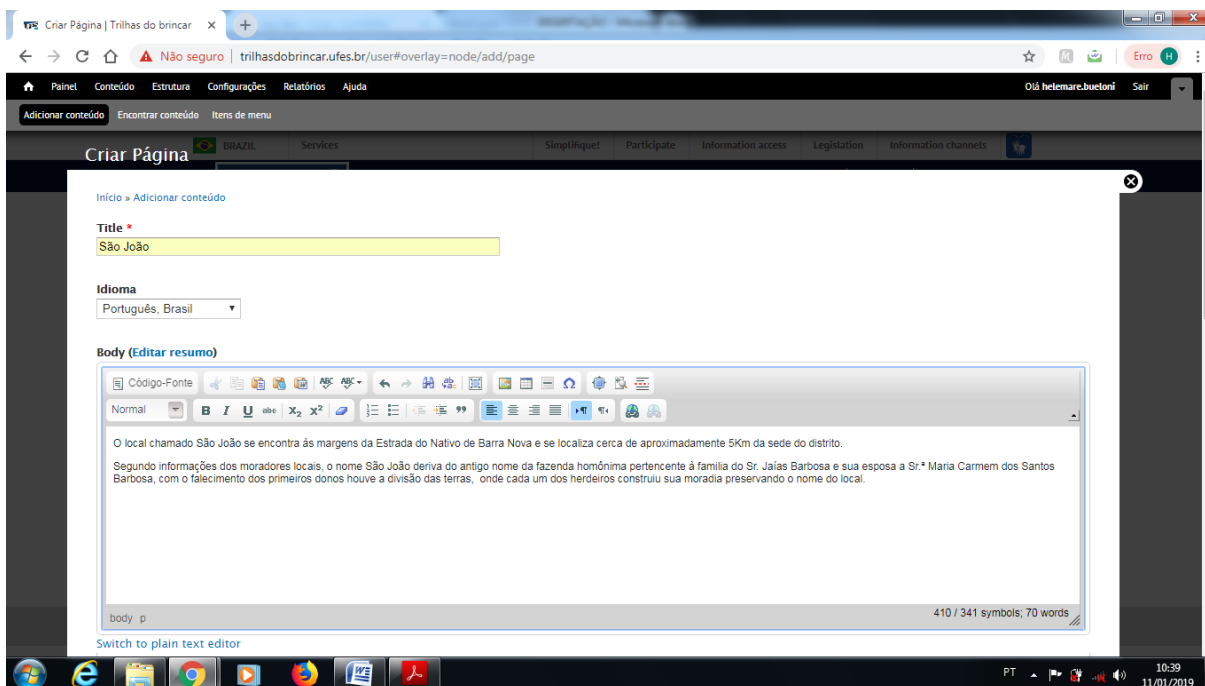 Criar Página | Trilhas do brincar
Não seguro | trilhasdobrincar.ufes.br/user#overlay=node/add/page
Erro H
Painel Conteúdo Estrutura Configurações Relatórios Ajuda
Olá helemare.bueloni Sair
Adicionar conteúdo Encontrar conteúdo Itens de menu
Criar Página
BRAZIL Services Simplifique! Participate Information access Legislation Information channels
Início » Adicionar conteúdo
Title *
São João
Idioma
Português, Brasil
Body (Editar resumo)
Código-Fonte
Normal
O local chamado São João se encontra às margens da Estrada do Nativo de Barra Nova e se localiza cerca de aproximadamente 5Km da sede do distrito.
Segundo informações dos moradores locais, o nome São João deriva do antigo nome da fazenda homônima pertencente à familia do Sr. Jaías Barbosa e sua esposa a Sr.ª Maria Carmem dos Santos
Barbosa, com o falecimento dos primeiros donos houve a divisão das terras, onde cada um dos herdeiros construiu sua moradia preservando o nome do local.
body p
410 / 341 symbols; 70 words
Switch to plain text editor
PT
10:39
11/01/2019